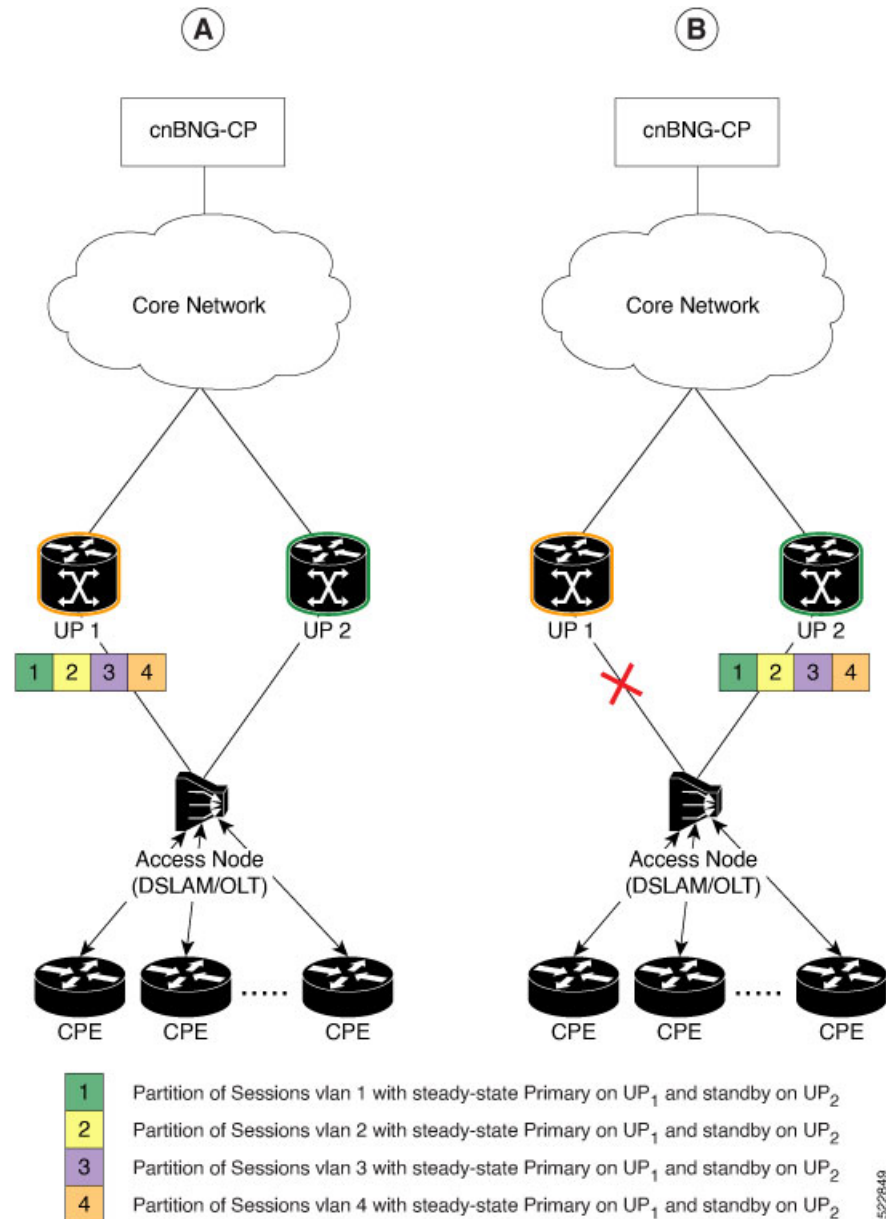 A
B
cnBNG-CP
cnBNG-CP
Core Network
Core Network
UP 1
UP 2
UP 1
UP 2
1 2 3 4
1 2 3 4
Access Node
(DSLAM/OLT)
Access Node
(DSLAM/OLT)
.....
.....
CPE
CPE
CPE
CPE
CPE
CPE
1 Partition of Sessions vlan 1 with steady-state Primary on UP1 and standby on UP2
2 Partition of Sessions vlan 2 with steady-state Primary on UP1 and standby on UP2
3 Partition of Sessions vlan 3 with steady-state Primary on UP1 and standby on UP2
4 Partition of Sessions vlan 4 with steady-state Primary on UP1 and standby on UP2
522849